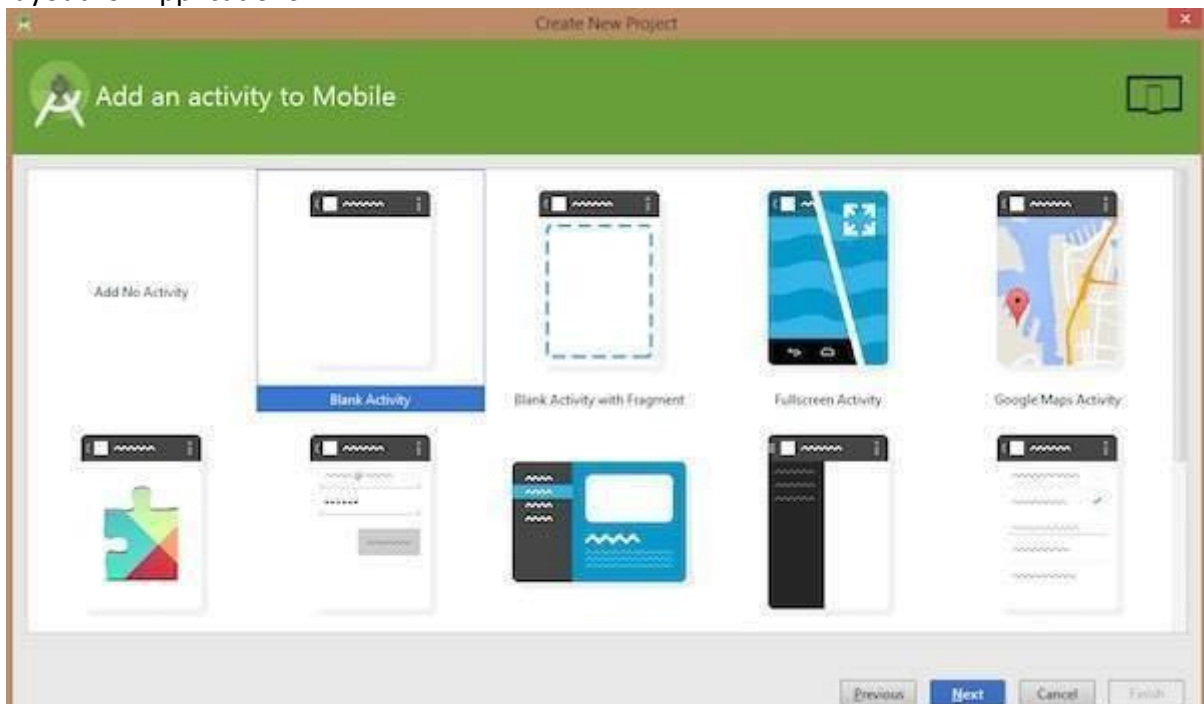 Create New Project
Add an activity to Mobile
Add No Activity
Blank Activity
Blank Activity with Fragment
Fullscreen Activity
Google Maps Activity
Previous
Next
Cancel
Finish